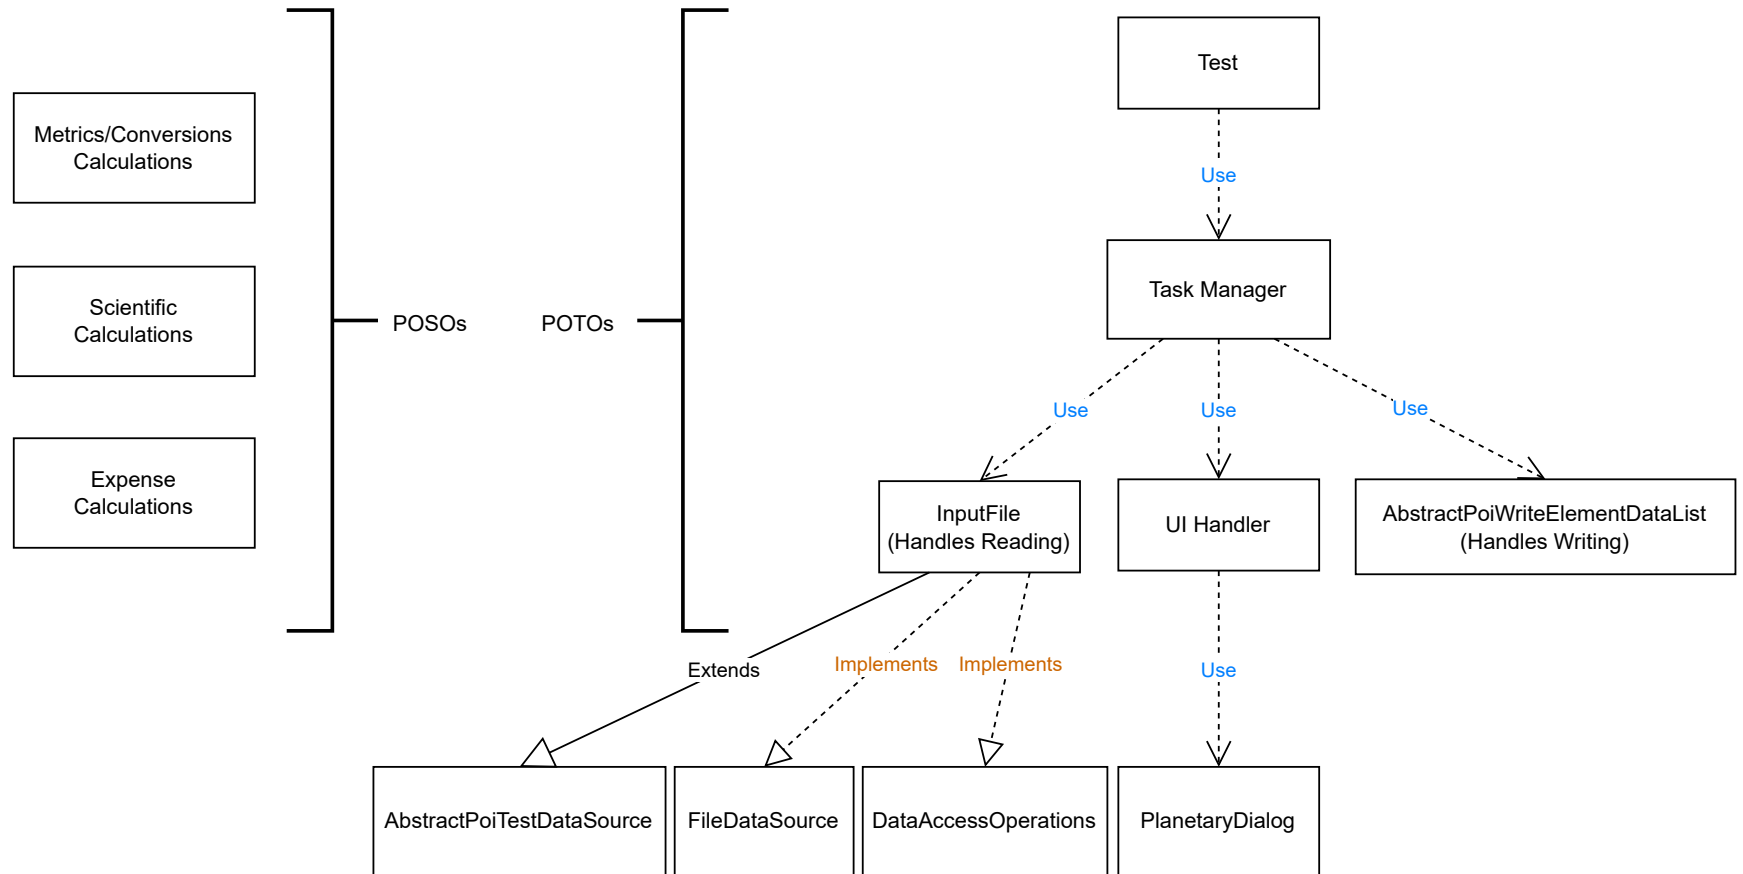 Test
Metrics/Conversions
Calculations
Use
Task Manager
Scientific
Calculations
POSOs
POTOs
Use
Use
Use
Expense
Calculations
InputFile
(Handles Reading)
UI Handler
AbstractPoiWriteElementDataList
(Handles Writing)
Extends
Implements
Implements
Use
AbstractPoiTestDataSource
FileDataSource
DataAccessOperations
PlanetaryDialog